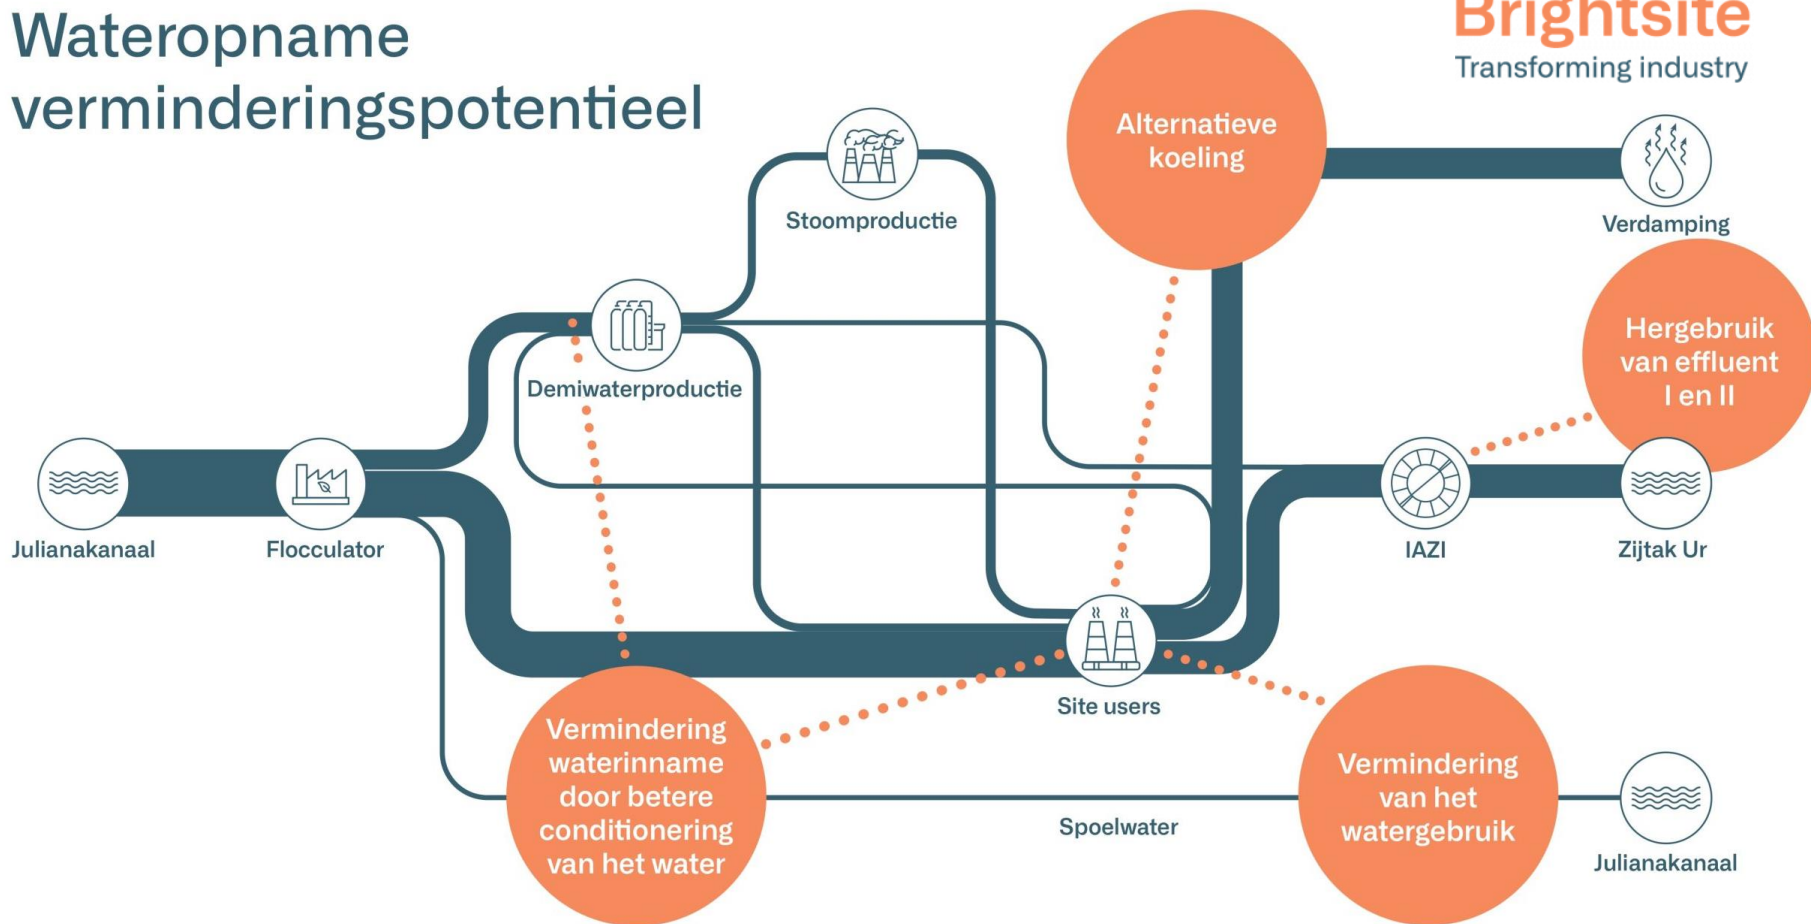 Wateropname
verminderingspotentieel
Brightsite
Transforming industry
Alternatieve
koeling
Stoomproductie
Verdamping
Hergebruik
van effluent
I en II
Demiwaterproductie
Julianakanaal
Flocculator
IAZI
Zijtak Ur
Site users
Vermindering
waterinname
door betere
conditionering
van het water
Vermindering
van het
watergebruik
Spoelwater
Julianakanaal